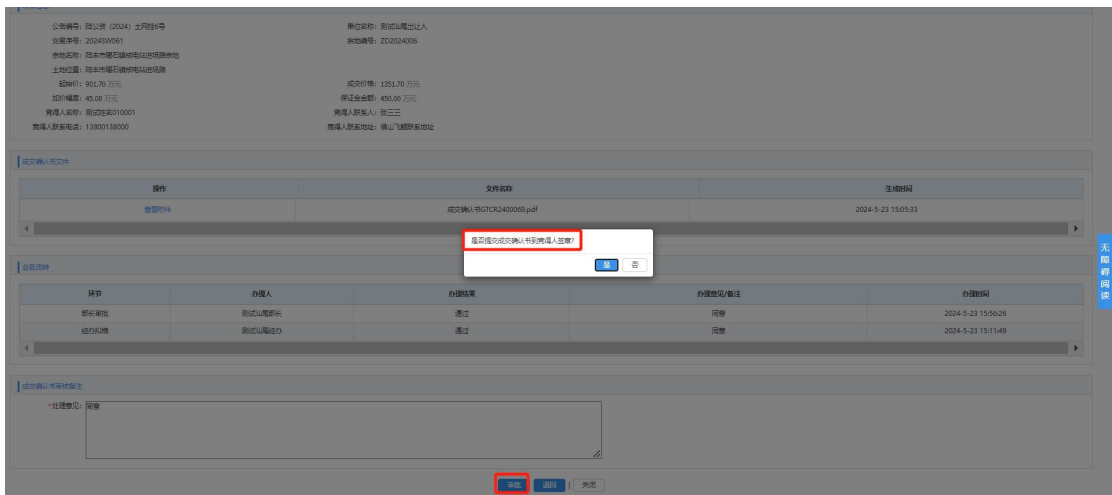 公告编号：陆公资（2024）土网挂6号 单位名称：测试汕尾出让人
交易序号：2024SW061 宗地编号：ZD2024006
宗地名称：陆丰市碣石镇核电站进场路宗地
土地位置：陆丰市碣石镇核电站进场路
起始价：901.70 万元 成交价格：1351.70 万元
加价幅度：45.00 万元 保证金金额：450.00 万元
竞得人名称：测试姓名010001 竞得人联系人：张三三
竞得人联系电话：13800138000 竞得人联系地址：佛山飞鲲联系地址
成交确认书文件
操作 文件名称 生成时间
查看附件 成交确认书GTCR2400069.pdf 2024-5-23 15:05:33
是否提交成交确认书到竞得人签章?
是 否
业务流转
环节 办理人 办理结果 办理意见/备注 办理时间
部长审批 测试汕尾部长 通过 同意 2024-5-23 15:56:26
经办拟稿 测试汕尾经办 通过 同意 2024-5-23 15:11:49
成交确认书审核备注
*处理意见：同意
审批 退回 | 关闭
无障碍阅读